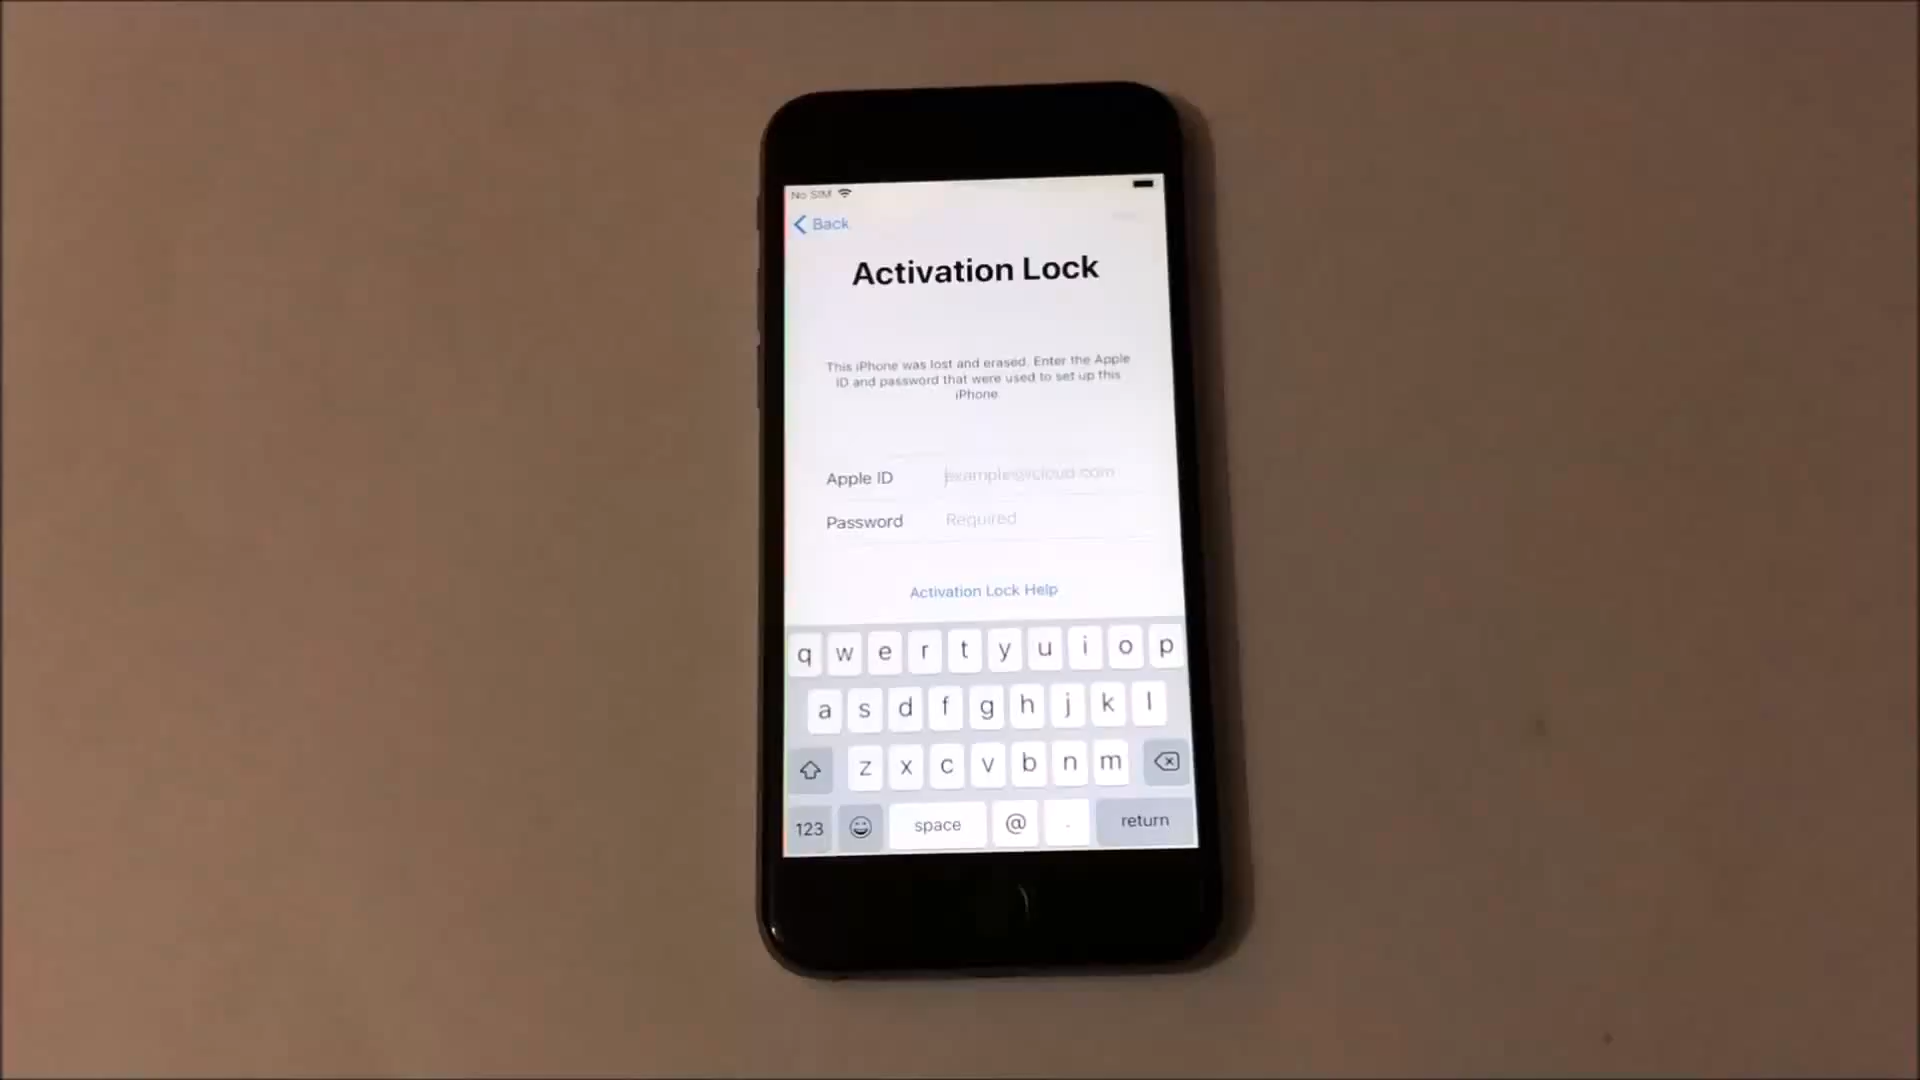 No SIM
Back
Activation Lock
This iPhone was lost and erased. Enter the Apple
ID and password that were used to set up this
iPhone.
Apple ID example@icloud.com
Password Required
Activation Lock Help
q w e r t y u i o p
a s d f g h j k l
z x c v b n m
123 space @ . return